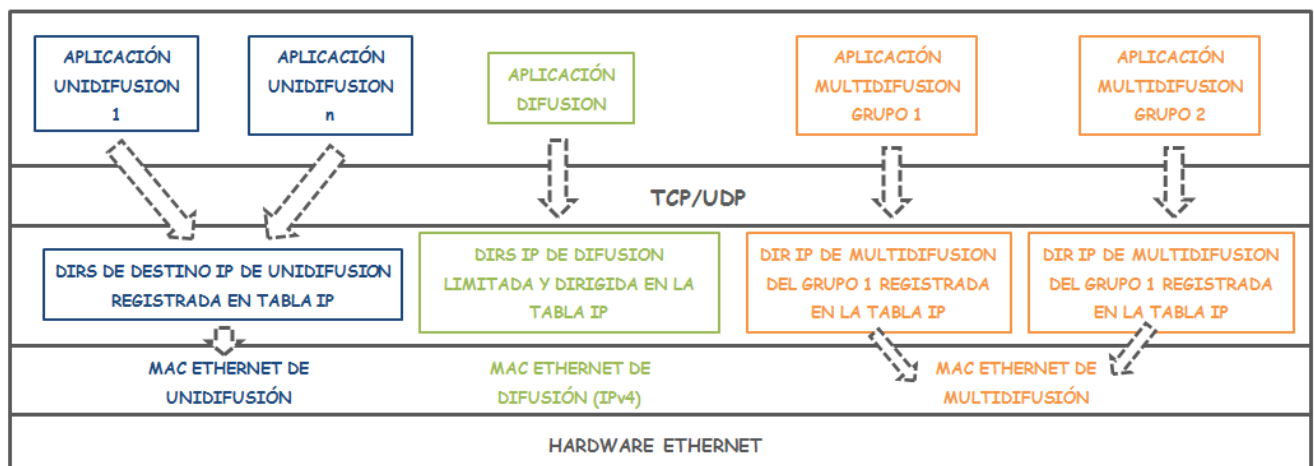 APLICACIÓN
UNIDIFUSION
1
APLICACIÓN
UNIDIFUSION
n
APLICACIÓN
DIFUSION
APLICACIÓN
MULTIDIFUSION
GRUPO 1
APLICACIÓN
MULTIDIFUSION
GRUPO 2
TCP/UDP
DIRS DE DESTINO IP DE UNIDIFUSION
REGISTRADA EN TABLA IP
DIRS IP DE DIFUSION
LIMITADA Y DIRIGIDA EN LA
TABLA IP
DIR IP DE MULTIDIFUSION
DEL GRUPO 1 REGISTRADA
EN LA TABLA IP
DIR IP DE MULTIDIFUSION
DEL GRUPO 1 REGISTRADA
EN LA TABLA IP
MAC ETHERNET DE
UNIDIFUSIÓN
MAC ETHERNET DE
DIFUSIÓN (IPv4)
MAC ETHERNET DE
MULTIDIFUSIÓN
HARDWARE ETHERNET